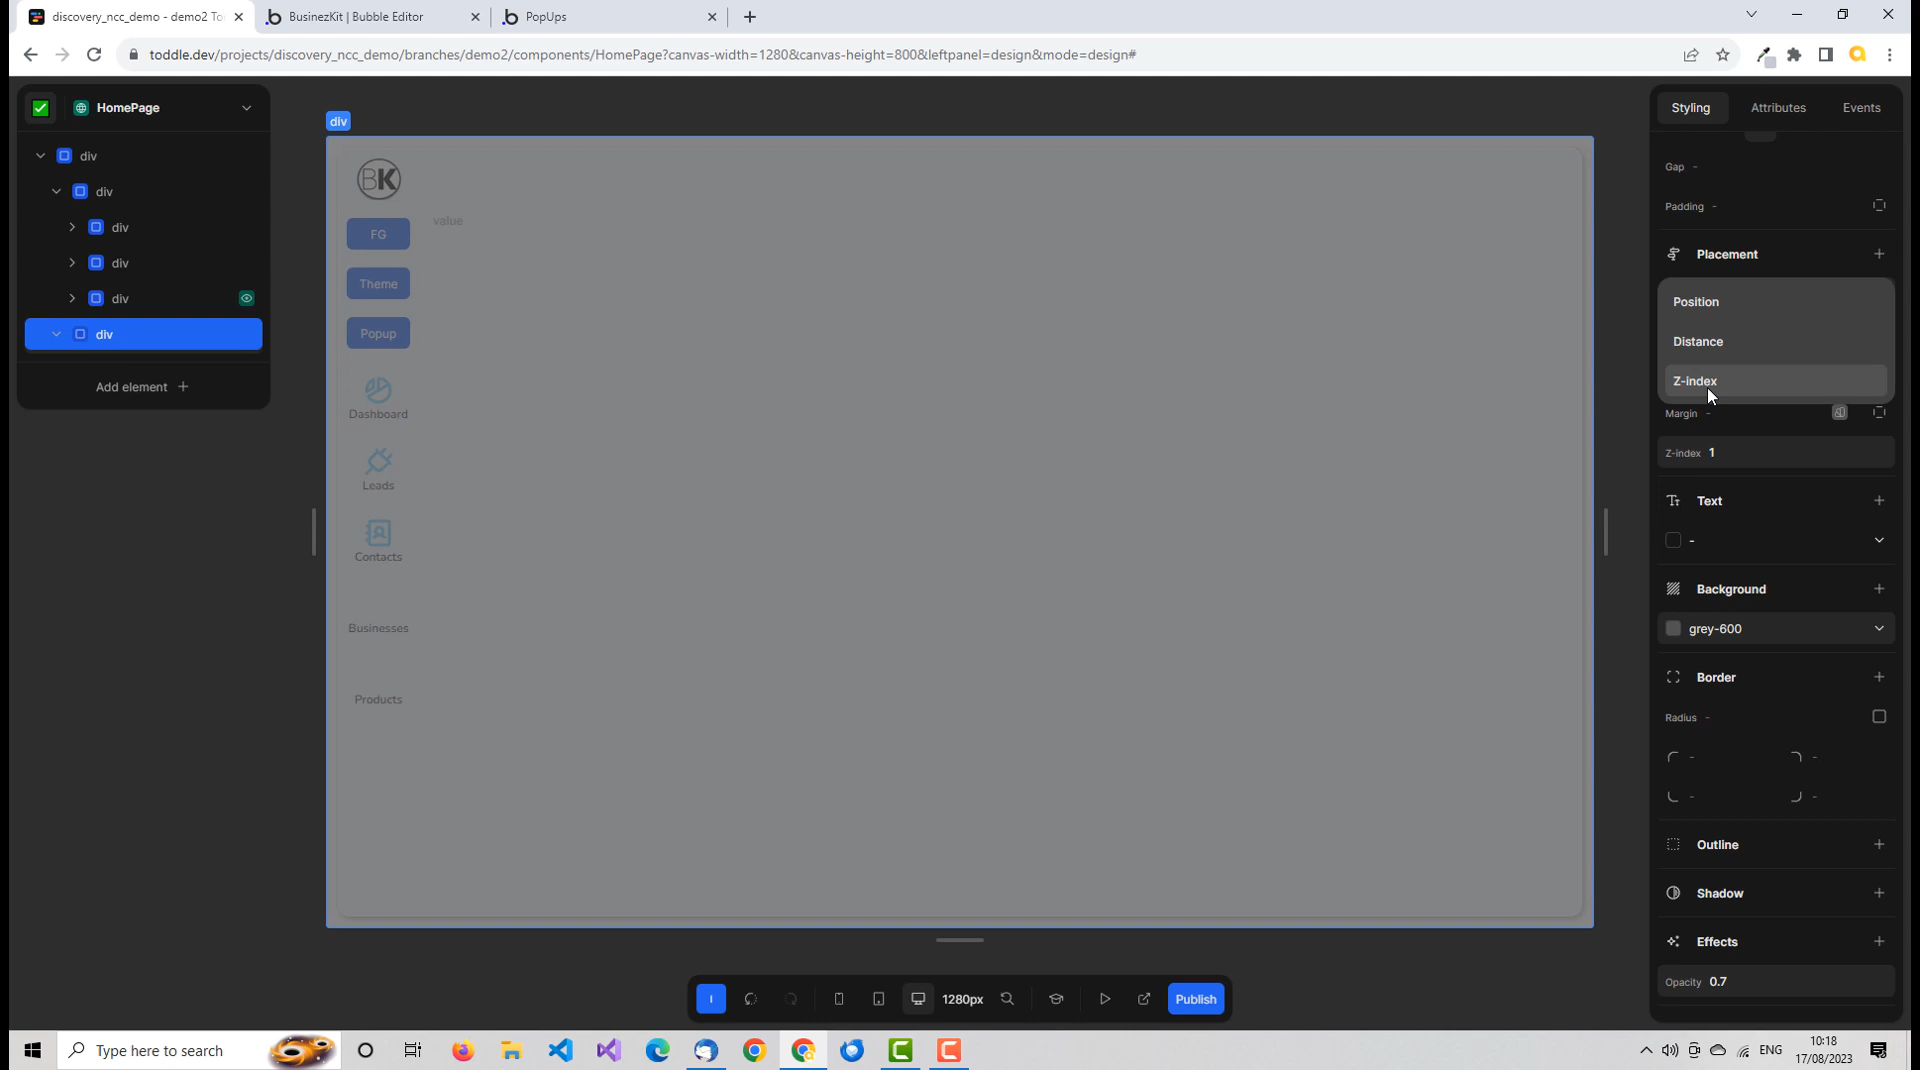 discovery_ncc_demo - demo2 To
BusinezKit | Bubble Editor
PopUps
toddle.dev/projects/discovery_ncc_demo/branches/demo2/components/HomePage?canvas-width=1280&canvas-height=800&leftpanel=design&mode=design#
HomePage
div
div
div
div
div
div
Add element
div
BK
FG
value
Theme
Popup
Dashboard
Leads
Contacts
Businesses
Products
Styling
Attributes
Events
Gap -
Padding -
Placement
Position
Distance
Z-index
Margin -
Z-index 1
Text
-
Background
grey-600
Border
Radius -
- -
- -
Outline
Shadow
Effects
Opacity 0.7
1280px
Publish
Type here to search
ENG
10:18
17/08/2023